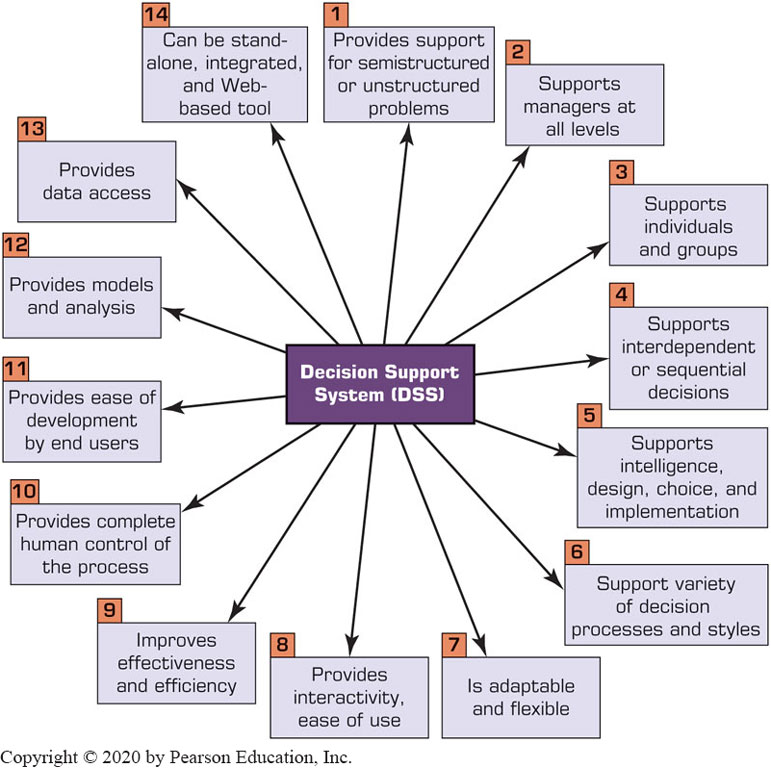 14
Can be stand-
alone, integrated,
and Web-
based tool
1
Provides support
for semistructured
or unstructured
problems
2
Supports
managers at
all levels
3
Supports
individuals
and groups
4
Supports
interdependent
or sequential
decisions
5
Supports
intelligence,
design, choice, and
implementation
6
Support variety
of decision
processes and styles
7
Is adaptable
and flexible
8
Provides
interactivity,
ease of use
9
Improves
effectiveness
and efficiency
10
Provides complete
human control of
the process
11
Provides ease of
development
by end users
12
Provides models
and analysis
13
Provides
data access
Decision Support
System (DSS)
Copyright © 2020 by Pearson Education, Inc.